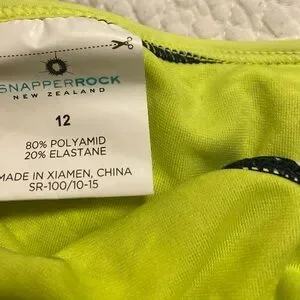 SNAPPERROCK
NEW ZEALAND
12
80% POLYAMID
20% ELASTANE
MADE IN XIAMEN, CHINA
SR-100/10-15